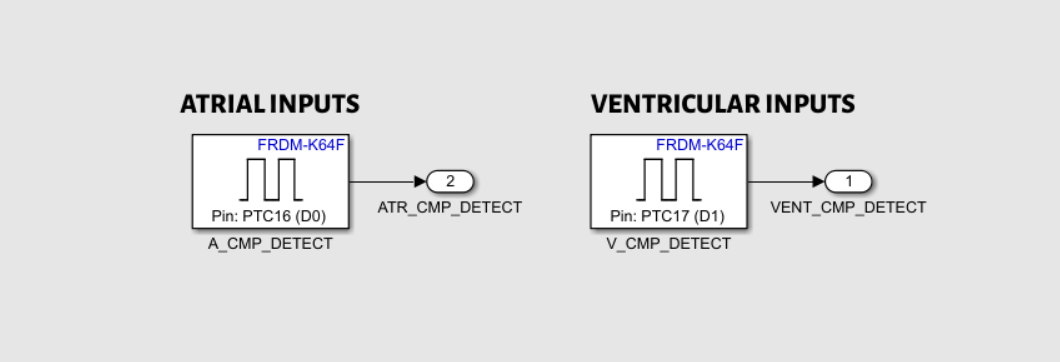 ATRIAL INPUTS
FRDM-K64F
Pin: PTC16 (D0)
A_CMP_DETECT
2
ATR_CMP_DETECT
VENTRICULAR INPUTS
FRDM-K64F
Pin: PTC17 (D1)
V_CMP_DETECT
1
VENT_CMP_DETECT